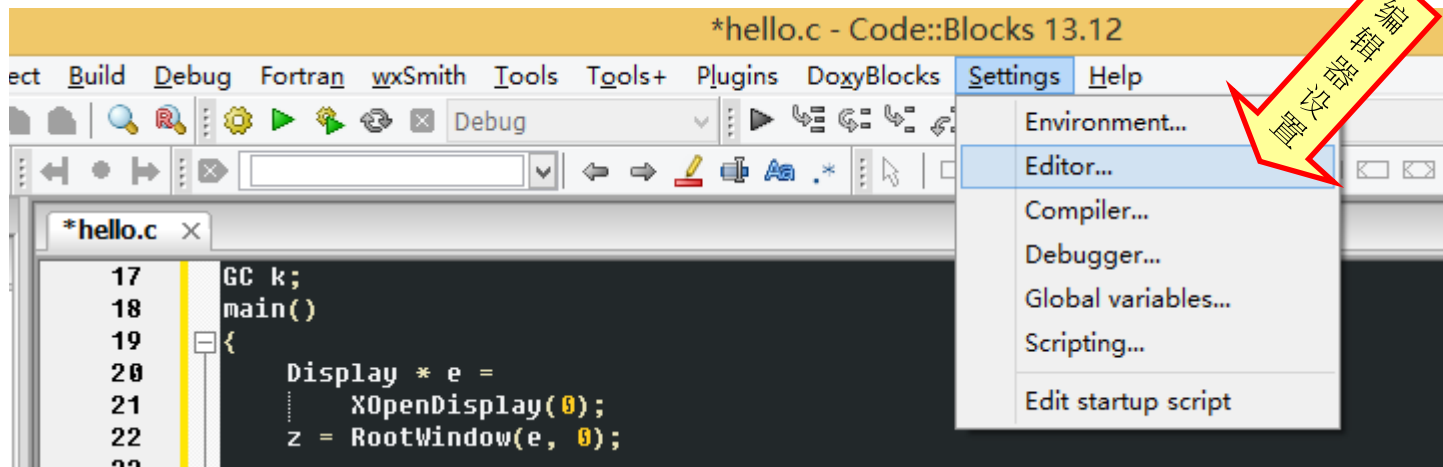 *hello.c - Code::Blocks 13.12
编辑器设置
ect Build Debug Fortran wxSmith Tools Tools+ Plugins DoxyBlocks Settings Help
Debug
Environment...
Editor...
Compiler...
Debugger...
Global variables...
Scripting...
Edit startup script
*hello.c
17 GC k;
18 main()
19 {
20 Display * e =
21 XOpenDisplay(0);
22 z = RootWindow(e, 0);